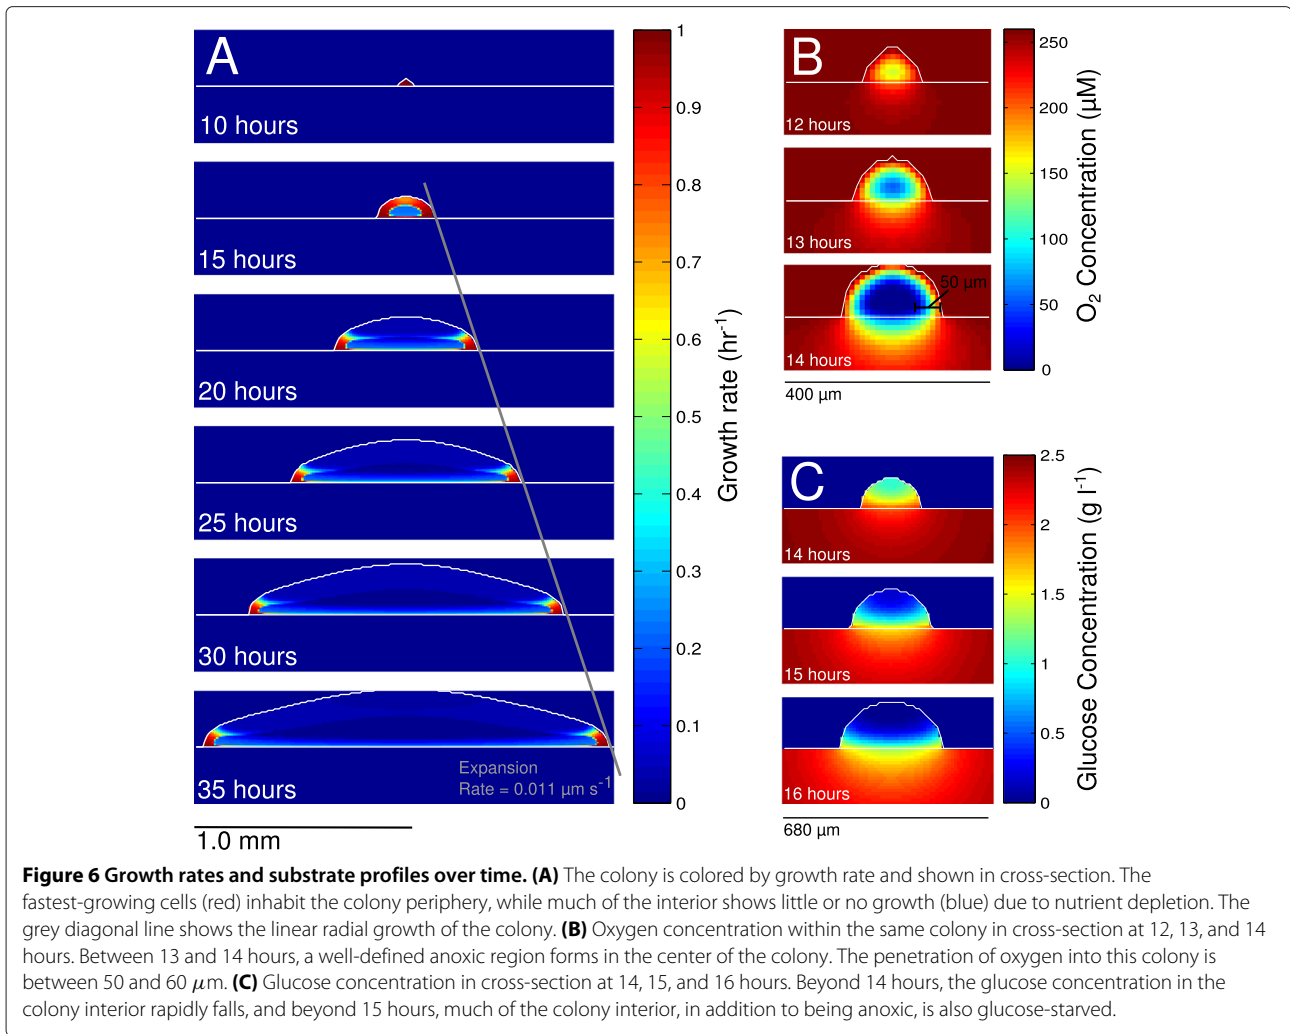 A
10 hours
15 hours
20 hours
25 hours
30 hours
35 hours
Expansion
Rate = 0.011 µm s⁻¹
1.0 mm
1
0.9
0.8
0.7
0.6
0.5
0.4
0.3
0.2
0.1
0
Growth rate (hr⁻¹)
B
12 hours
13 hours
50 µm
14 hours
400 µm
250
200
150
100
50
0
O₂ Concentration (µM)
C
14 hours
15 hours
16 hours
680 µm
2.5
2
1.5
1
0.5
0
Glucose Concentration (g l⁻¹)
Figure 6 Growth rates and substrate profiles over time. (A) The colony is colored by growth rate and shown in cross-section. The
fastest-growing cells (red) inhabit the colony periphery, while much of the interior shows little or no growth (blue) due to nutrient depletion. The
grey diagonal line shows the linear radial growth of the colony. (B) Oxygen concentration within the same colony in cross-section at 12, 13, and 14
hours. Between 13 and 14 hours, a well-defined anoxic region forms in the center of the colony. The penetration of oxygen into this colony is
between 50 and 60 µm. (C) Glucose concentration in cross-section at 14, 15, and 16 hours. Beyond 14 hours, the glucose concentration in the
colony interior rapidly falls, and beyond 15 hours, much of the colony interior, in addition to being anoxic, is also glucose-starved.